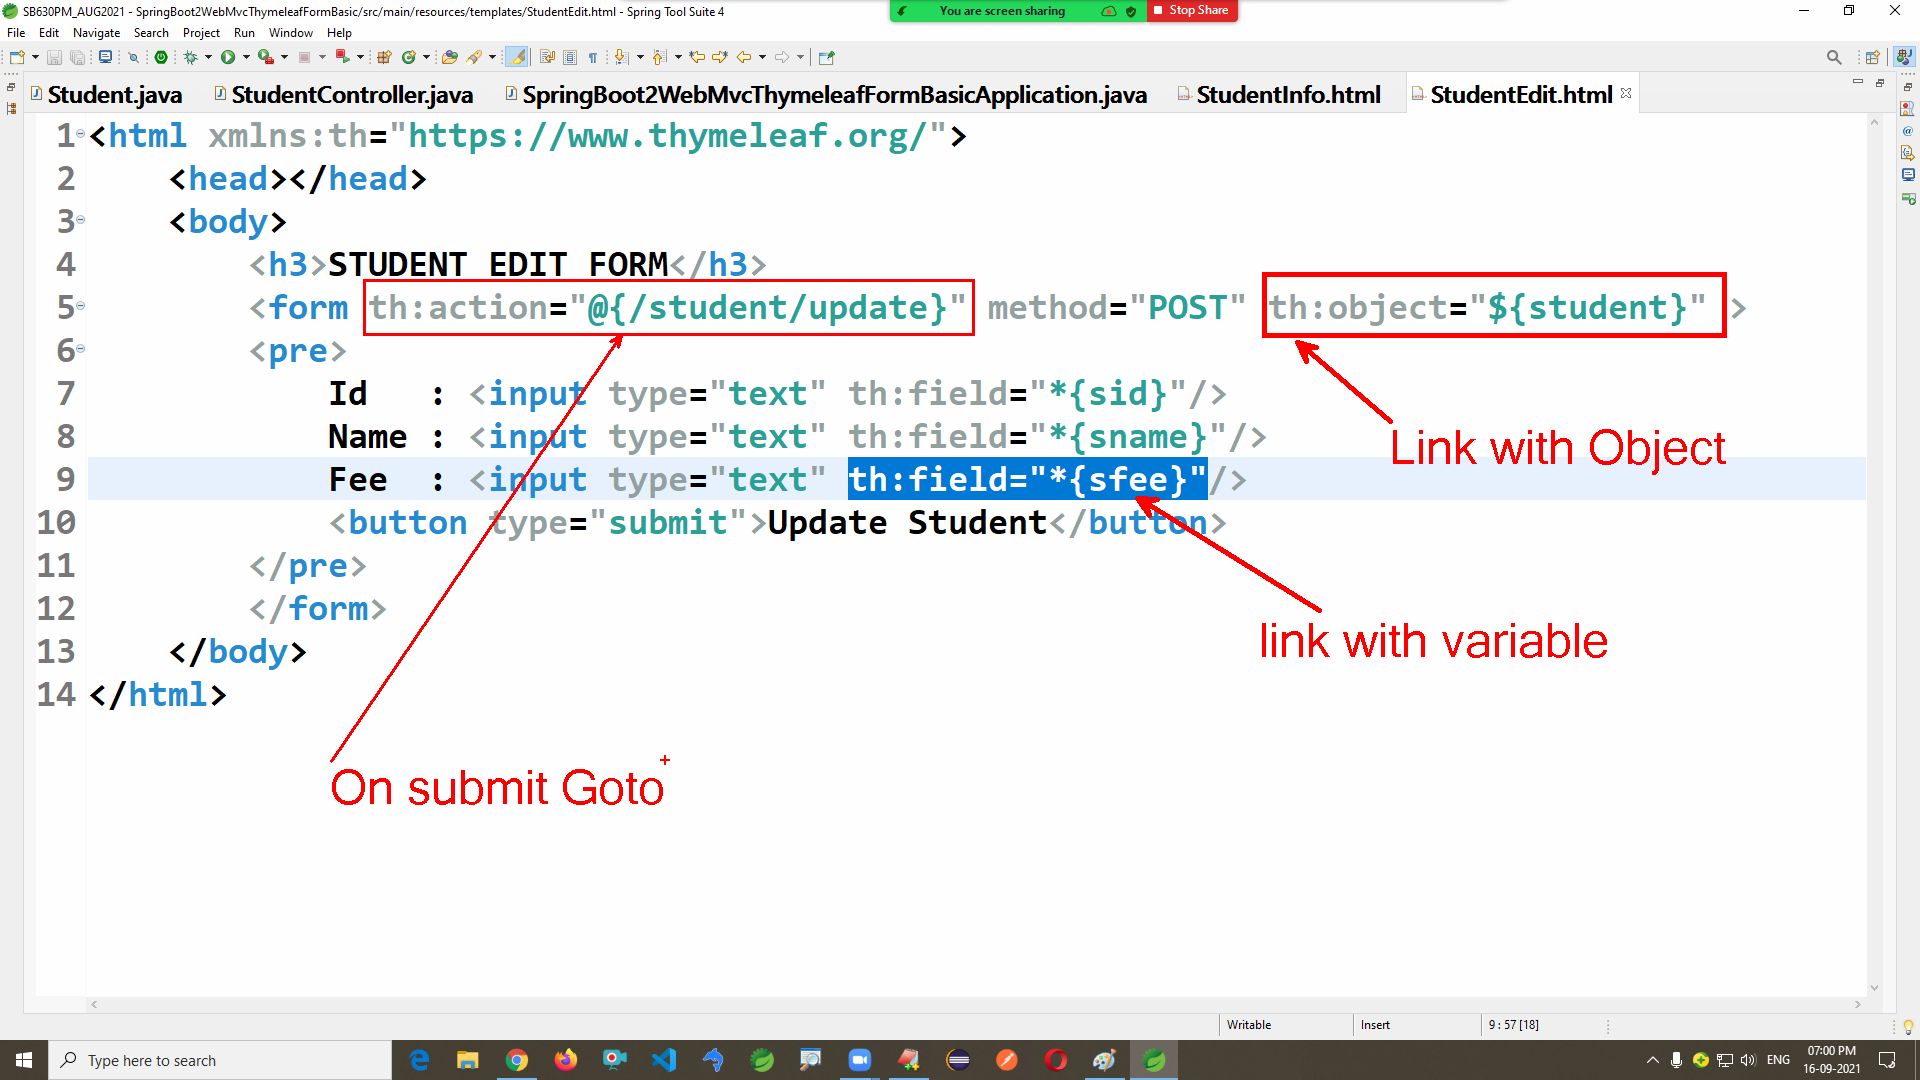 SB630PM_AUG2021 - SpringBoot2WebMvcThymeleafFormBasic/src/main/resources/templates/StudentEdit.html - Spring Tool Suite 4
You are screen sharing
Stop Share
File Edit Navigate Search Project Run Window Help
Student.java StudentController.java SpringBoot2WebMvcThymeleafFormBasicApplication.java StudentInfo.html StudentEdit.html
1 <html xmlns:th="https://www.thymeleaf.org/">
2 <head></head>
3 <body>
4 <h3>STUDENT EDIT FORM</h3>
5 <form th:action="@{/student/update}" method="POST" th:object="${student}" >
6 <pre>
7 Id : <input type="text" th:field="*{sid}"/>
8 Name : <input type="text" th:field="*{sname}"/>
Link with Object
9 Fee : <input type="text" th:field="*{sfee}"/>
10 <button type="submit">Update Student</button>
11 </pre>
12 </form>
13 </body>
link with variable
14 </html>
On submit Goto
Writable Insert 9 : 57 [18]
Type here to search
ENG
07:00 PM
16-09-2021